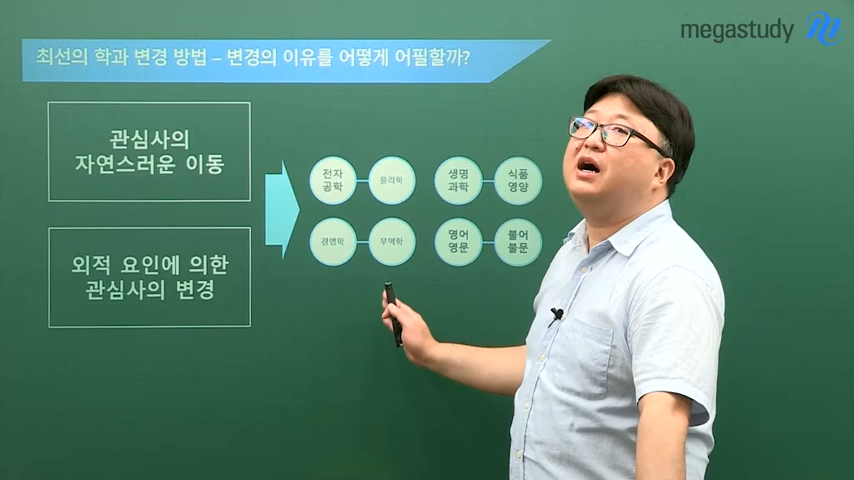 megastudy
최선의 학과 변경 방법 – 변경의 이유를 어떻게 어필할까?
관심사의
자연스러운 이동
외적 요인에 의한
관심사의 변경
전자
공학
물리학
생명
과학
식품
영양
경영학
무역학
영어
영문
불어
불문